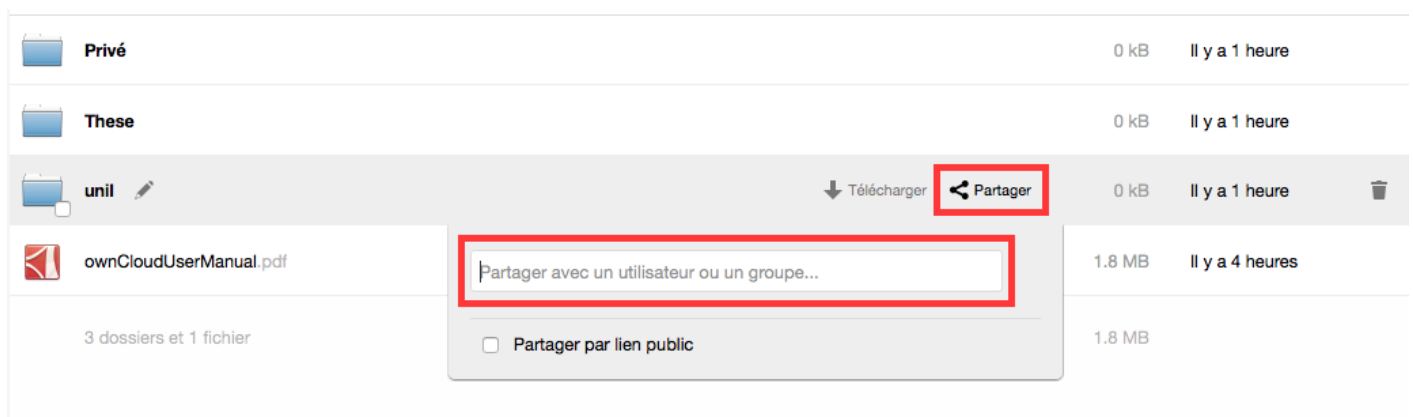 Privé 0 kB Il y a 1 heure
These 0 kB Il y a 1 heure
unil Télécharger Partager 0 kB Il y a 1 heure
ownCloudUserManual.pdf 1.8 MB Il y a 4 heures
Partager avec un utilisateur ou un groupe...
3 dossiers et 1 fichier 1.8 MB
Partager par lien public